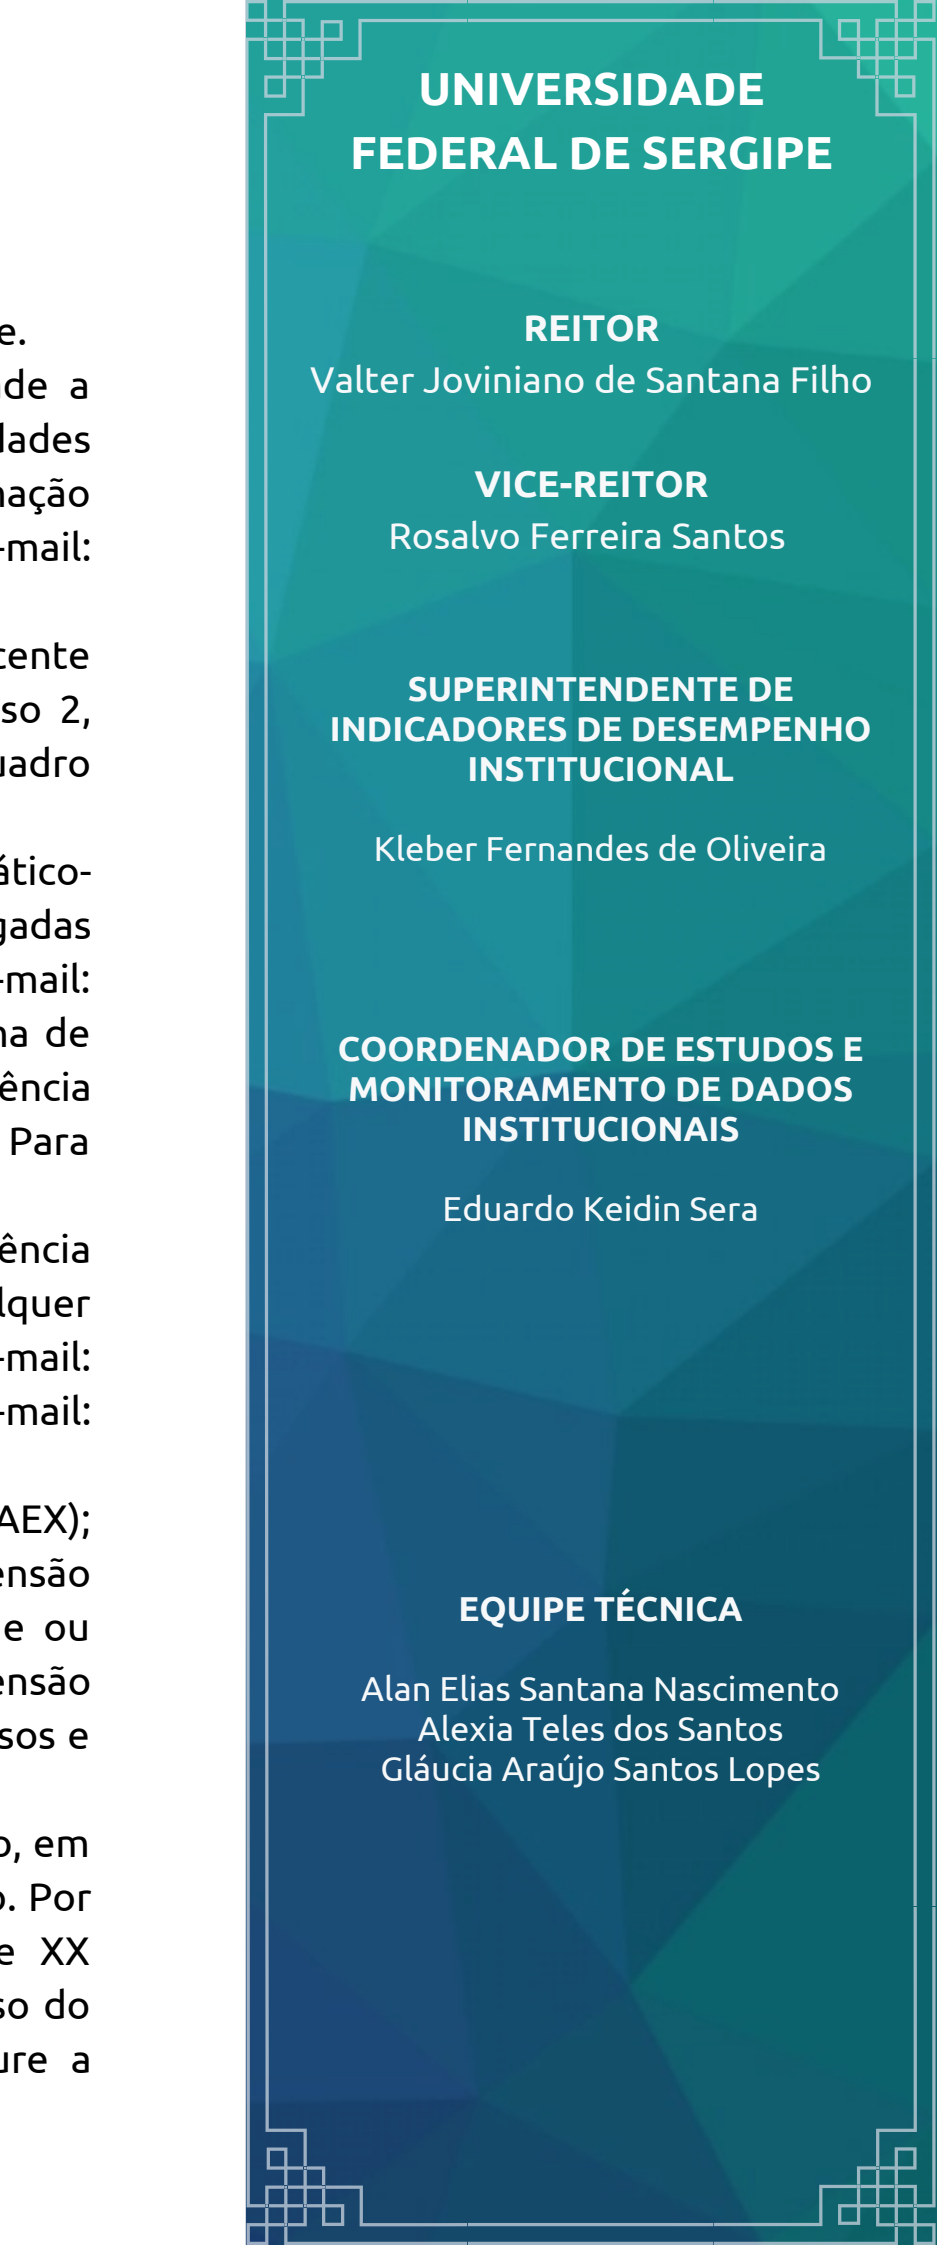 e.
de a
dades
nação
-mail:
cente
so 2,
uadro
ático-
gadas
-mail:
na de
ência
Para
ência
lquer
-mail:
-mail:
AEX);
ensão
e ou
ensão
sos e
o, em
o. Por
e XX
so do
ure a
UNIVERSIDADE
FEDERAL DE SERGIPE
REITOR
Valter Joviniano de Santana Filho
VICE-REITOR
Rosalvo Ferreira Santos
SUPERINTENDENTE DE
INDICADORES DE DESEMPENHO
INSTITUCIONAL
Kleber Fernandes de Oliveira
COORDENADOR DE ESTUDOS E
MONITORAMENTO DE DADOS
INSTITUCIONAIS
Eduardo Keidin Sera
EQUIPE TÉCNICA
Alan Elias Santana Nascimento
Alexia Teles dos Santos
Gláucia Araújo Santos Lopes